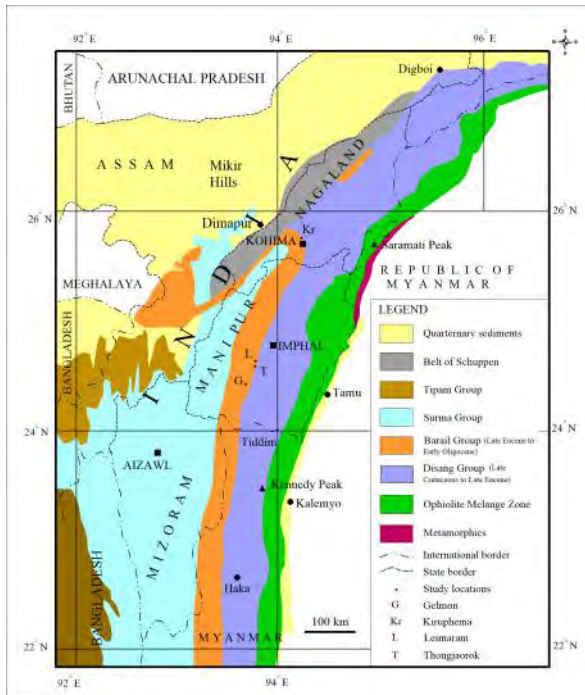 92°E
94°E
96°E
BHUTAN
ARUNACHAL PRADESH
Digboi
ASSAM
Mikir
Hills
NAGALAND
INDIA
26°N
26°N
Dimapur
KOHIMA
Kr
Saramati Peak
MEGHALAYA
REPUBLIC OF
MYANMAR
BANGLADESH
MANIPUR
IMPHAL
L
T
G
Tamu
24°N
24°N
Tiddim
AIZAWL
Kennedy Peak
Kalemyo
MIZORAM
BANGLADESH
Haka
100 km
MYANMAR
22°N
22°N
92°E
94°E
LEGEND
Quarternary sediments
Belt of Schuppen
Tipam Group
Surma Group
Barail Group (Late Eocene to
Early Oligocene)
Disang Group (Late
Cretaceous to Late Eocene)
Ophiolite Melange Zone
Metamorphics
International border
State border
Study locations
G Gelmon
Kr Kiruphema
L Leimaram
T Thongjaorok